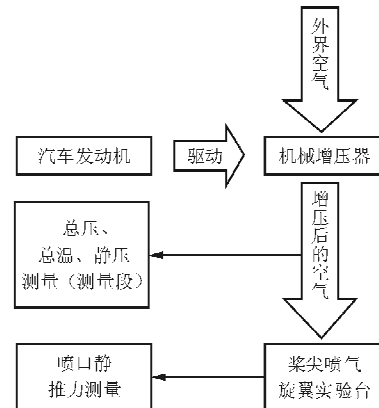 外界空气
汽车发动机
驱动
机械增压器
增压后的空气
总压、
总温、静压
测量（测量段）
喷口静
推力测量
桨尖喷气
旋翼实验台